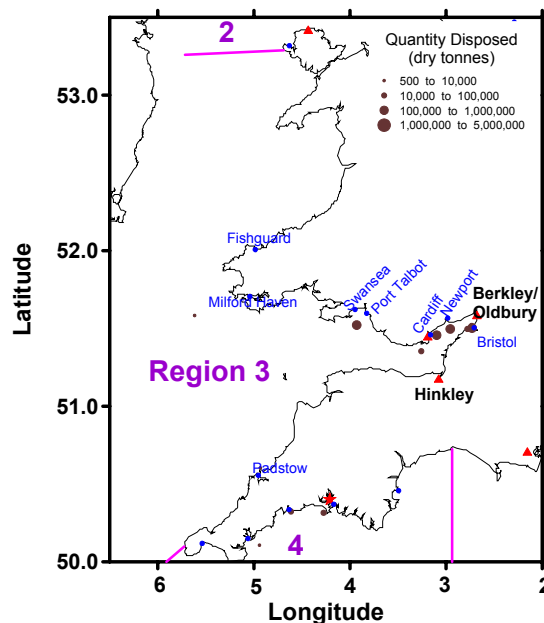 2
Quantity Disposed
(dry tonnes)
500 to 10,000
10,000 to 100,000
100,000 to 1,000,000
1,000,000 to 5,000,000
53.0
Fishguard
52.0
Milford Haven
Swansea
Port Talbot
Cardiff
Newport
Berkley/
Oldbury
Bristol
Latitude
Region 3
Hinkley
51.0
Padstow
4
50.0
6 5 4 3 2
Longitude